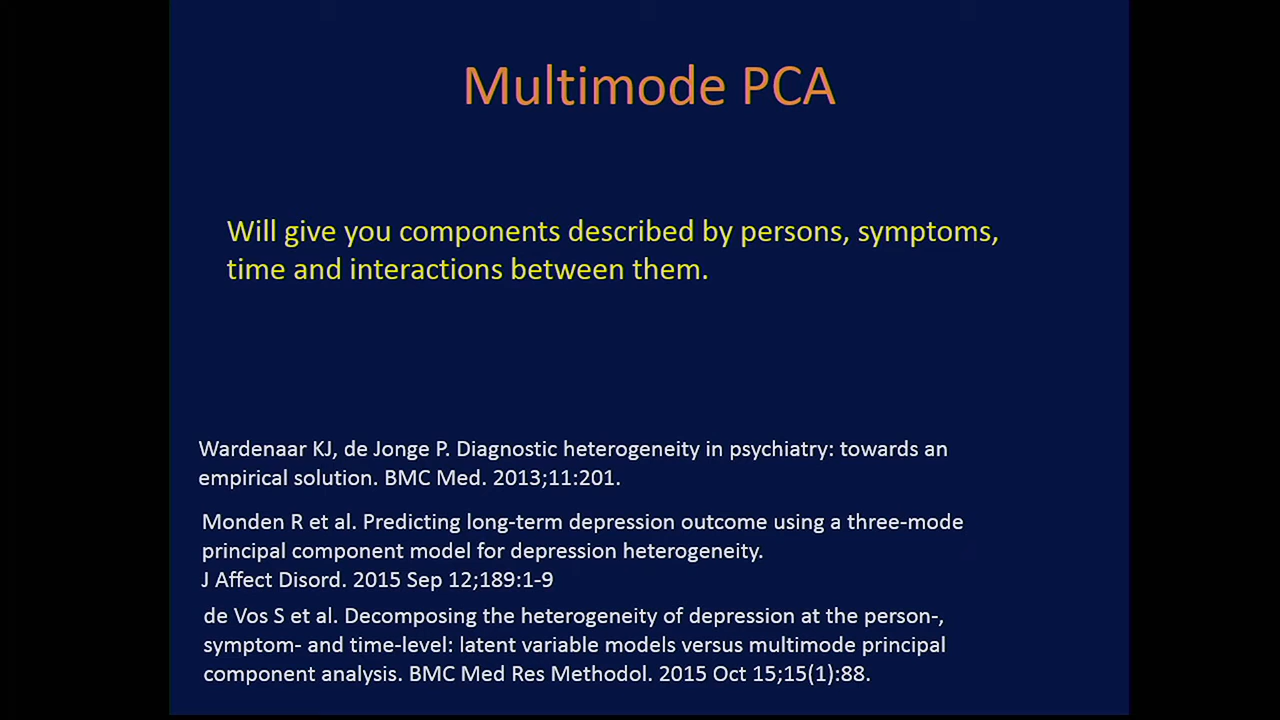 Multimode PCA
Will give you components described by persons, symptoms,
time and interactions between them.
Wardenaar KJ, de Jonge P. Diagnostic heterogeneity in psychiatry: towards an
empirical solution. BMC Med. 2013;11:201.
Monden R et al. Predicting long-term depression outcome using a three-mode
principal component model for depression heterogeneity.
J Affect Disord. 2015 Sep 12;189:1-9
de Vos S et al. Decomposing the heterogeneity of depression at the person-,
symptom- and time-level: latent variable models versus multimode principal
component analysis. BMC Med Res Methodol. 2015 Oct 15;15(1):88.